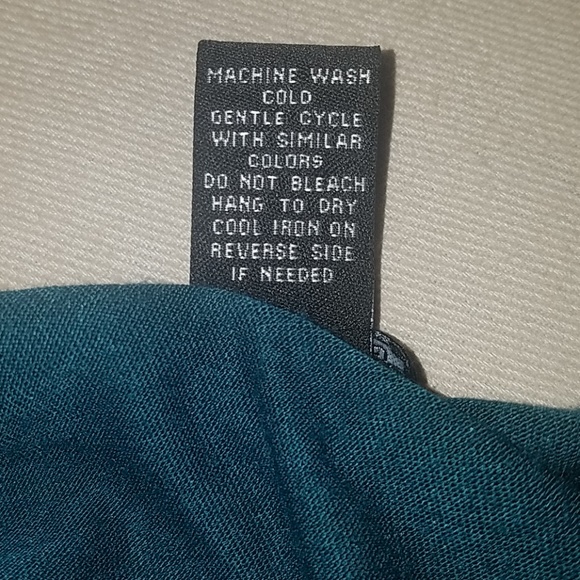 MACHINE WASH
COLD
GENTLE CYCLE
WITH SIMILAR
COLORS
DO NOT BLEACH
HANG TO DRY
COOL IRON ON
REVERSE SIDE
IF NEEDED